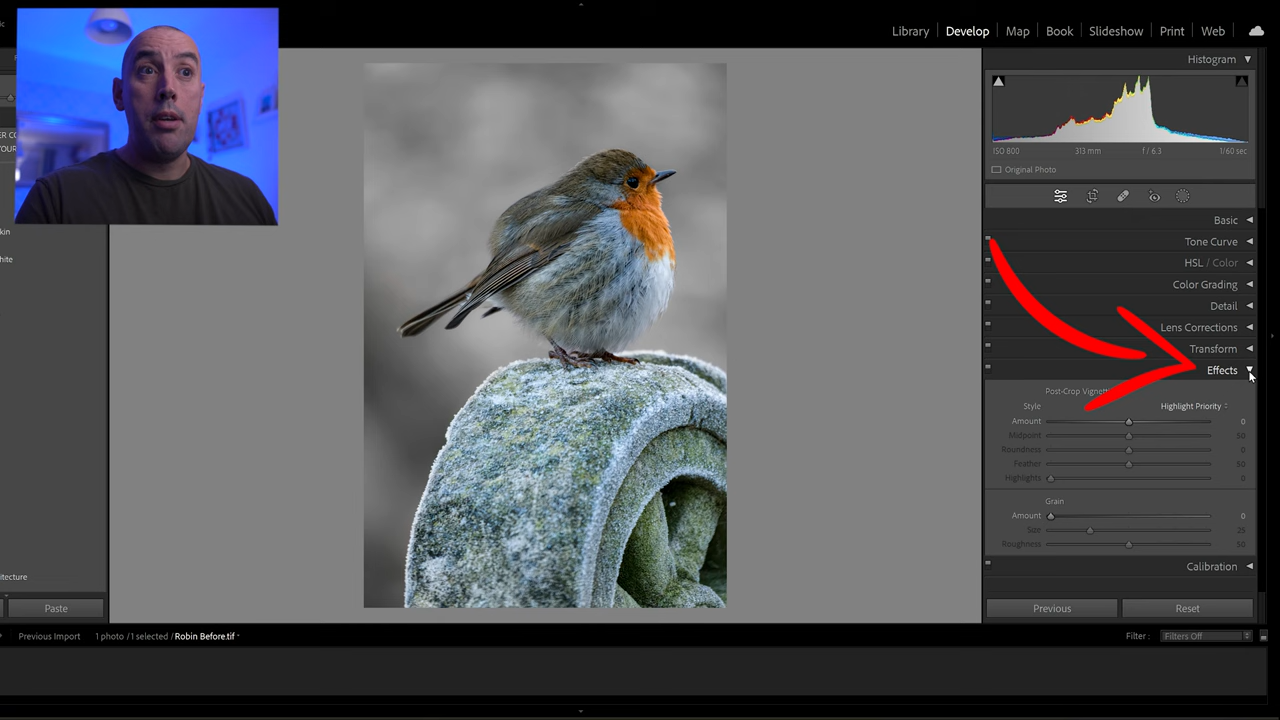 Library | Develop | Map | Book | Slideshow | Print | Web
Histogram
ISO 800 313 mm f / 6.3 1/60 sec
Original Photo
Basic
Tone Curve
HSL / Color
Color Grading
Detail
Lens Corrections
Transform
Effects
Post-Crop
Style Highlight Priority
Amount 0
Midpoint 50
Roundness 0
Feather 50
Highlights 0
Grain
Amount 0
Size 25
Roughness 50
Calibration
Paste
Previous Reset
Previous Import 1 photo / 1 selected / Robin Before.tif
Filter : Filters Off